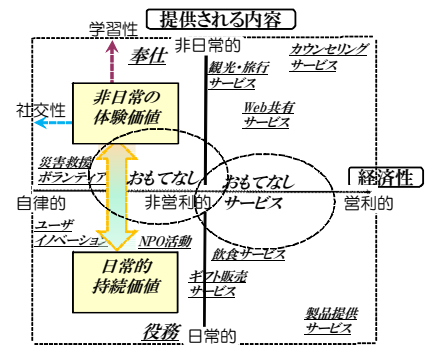 提供される内容
学習性
奉仕
非日常的
カウンセリング
サービス
観光・旅行
サービス
非日常の
体験価値
社交性
Web共有
サービス
災害救援
ボランティア
おもてなし
おもてなし
サービス
経済性
自律的
非営利的
営利的
ユーザ
イノベーション
NPO活動
飲食サービス
日常的
持続価値
ギフト販売
サービス
製品提供
サービス
役務
日常的